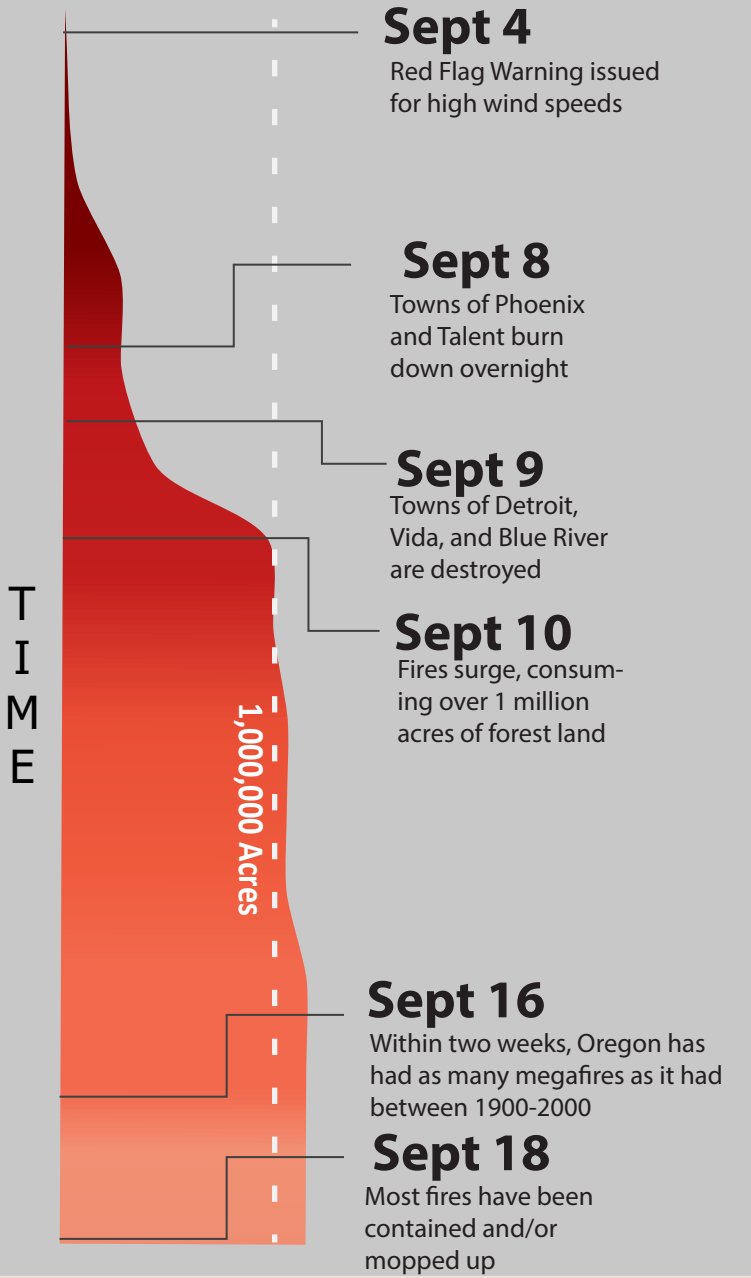 Sept 4
Red Flag Warning issued
for high wind speeds
Sept 8
Towns of Phoenix
and Talent burn
down overnight
Sept 9
Towns of Detroit,
Vida, and Blue River
are destroyed
Sept 10
Fires surge, consum-
ing over 1 million
acres of forest land
TIME
1,000,000 Acres
Sept 16
Within two weeks, Oregon has
had as many megafires as it had
between 1900-2000
Sept 18
Most fires have been
contained and/or
mopped up